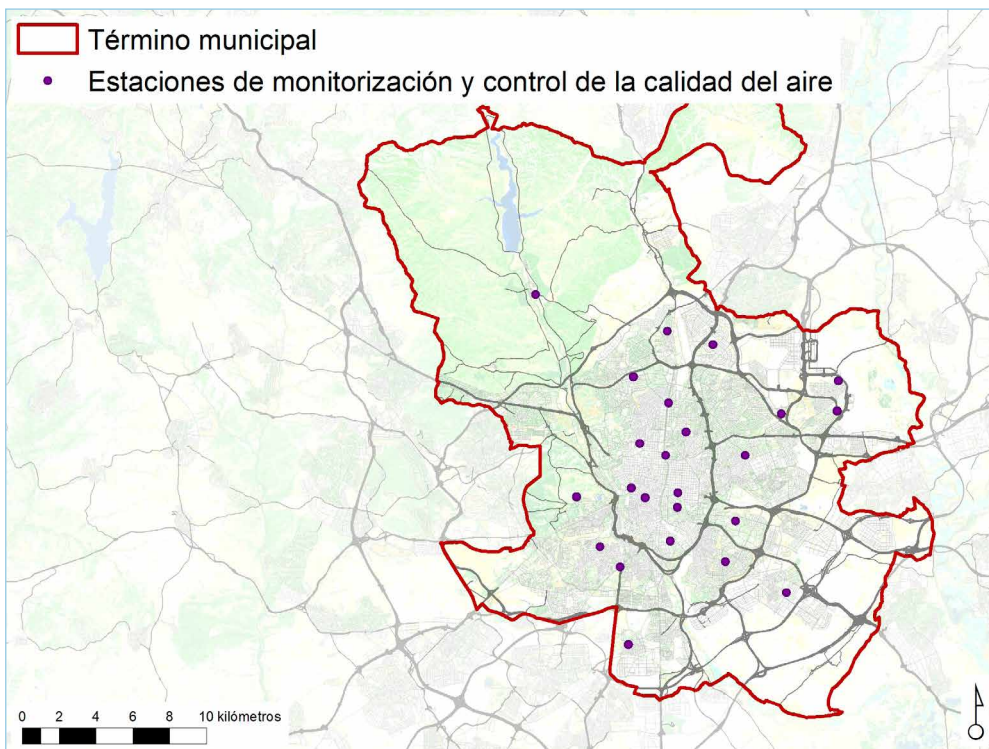 Término municipal
Estaciones de monitorización y control de la calidad del aire
0 2 4 6 8 10 kilómetros